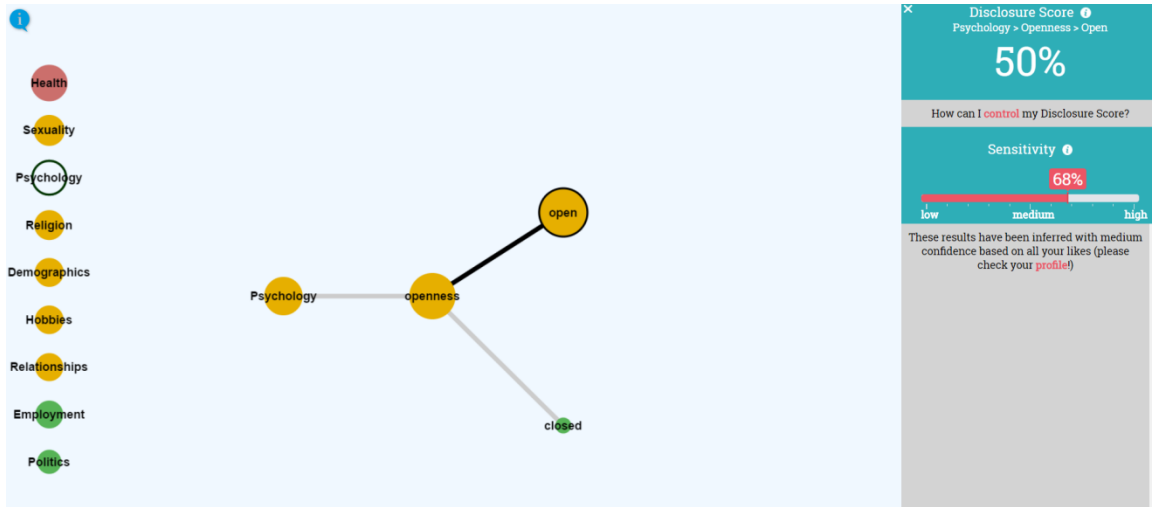 i
Health
Sexuality
Psychology
Religion
Demographics
Hobbies
Relationships
Employment
Politics
Psychology
openness
open
closed
×
Disclosure Score i
Psychology > Openness > Open
50%
How can I control my Disclosure Score?
Sensitivity i
68%
low medium high
These results have been inferred with medium
confidence based on all your likes (please
check your profile!)